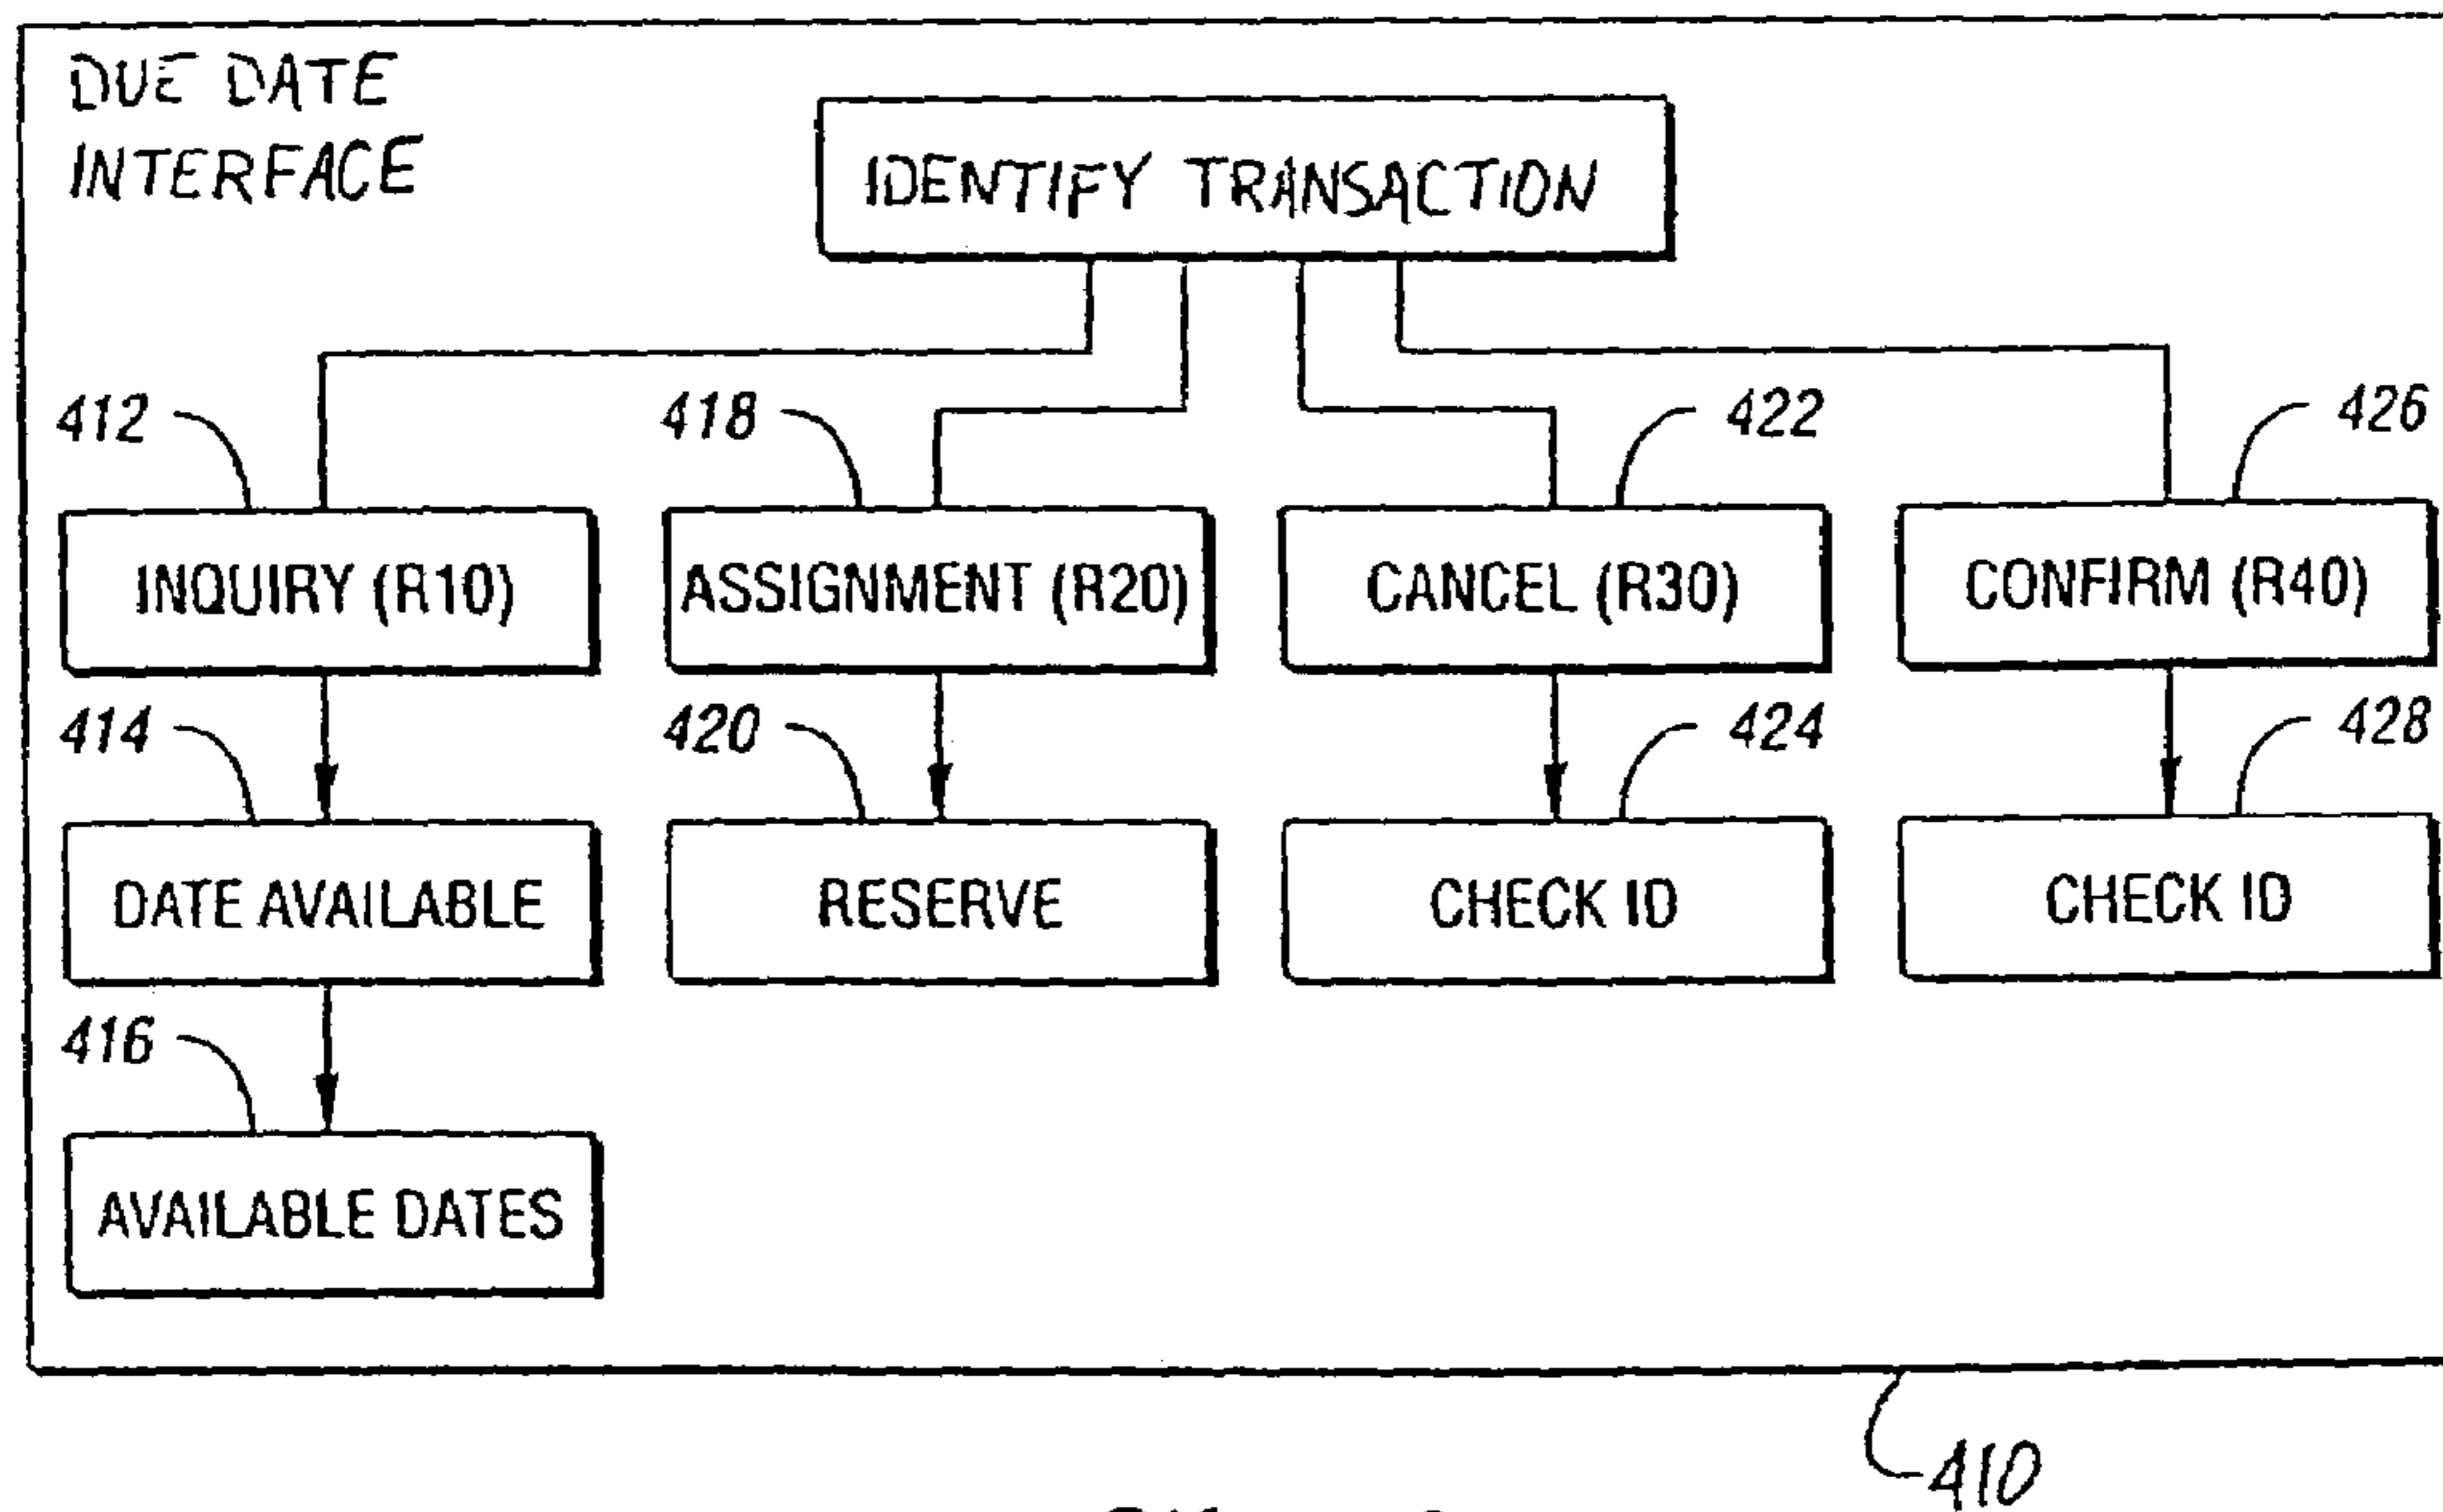 DUE DATE
INTERFACE
IDENTIFY TRANSACTION
412
418
422
426
INQUIRY (R10)
ASSIGNMENT (R20)
CANCEL (R30)
CONFIRM (R40)
414
420
424
428
DATE AVAILABLE
RESERVE
CHECK ID
CHECK ID
416
AVAILABLE DATES
410